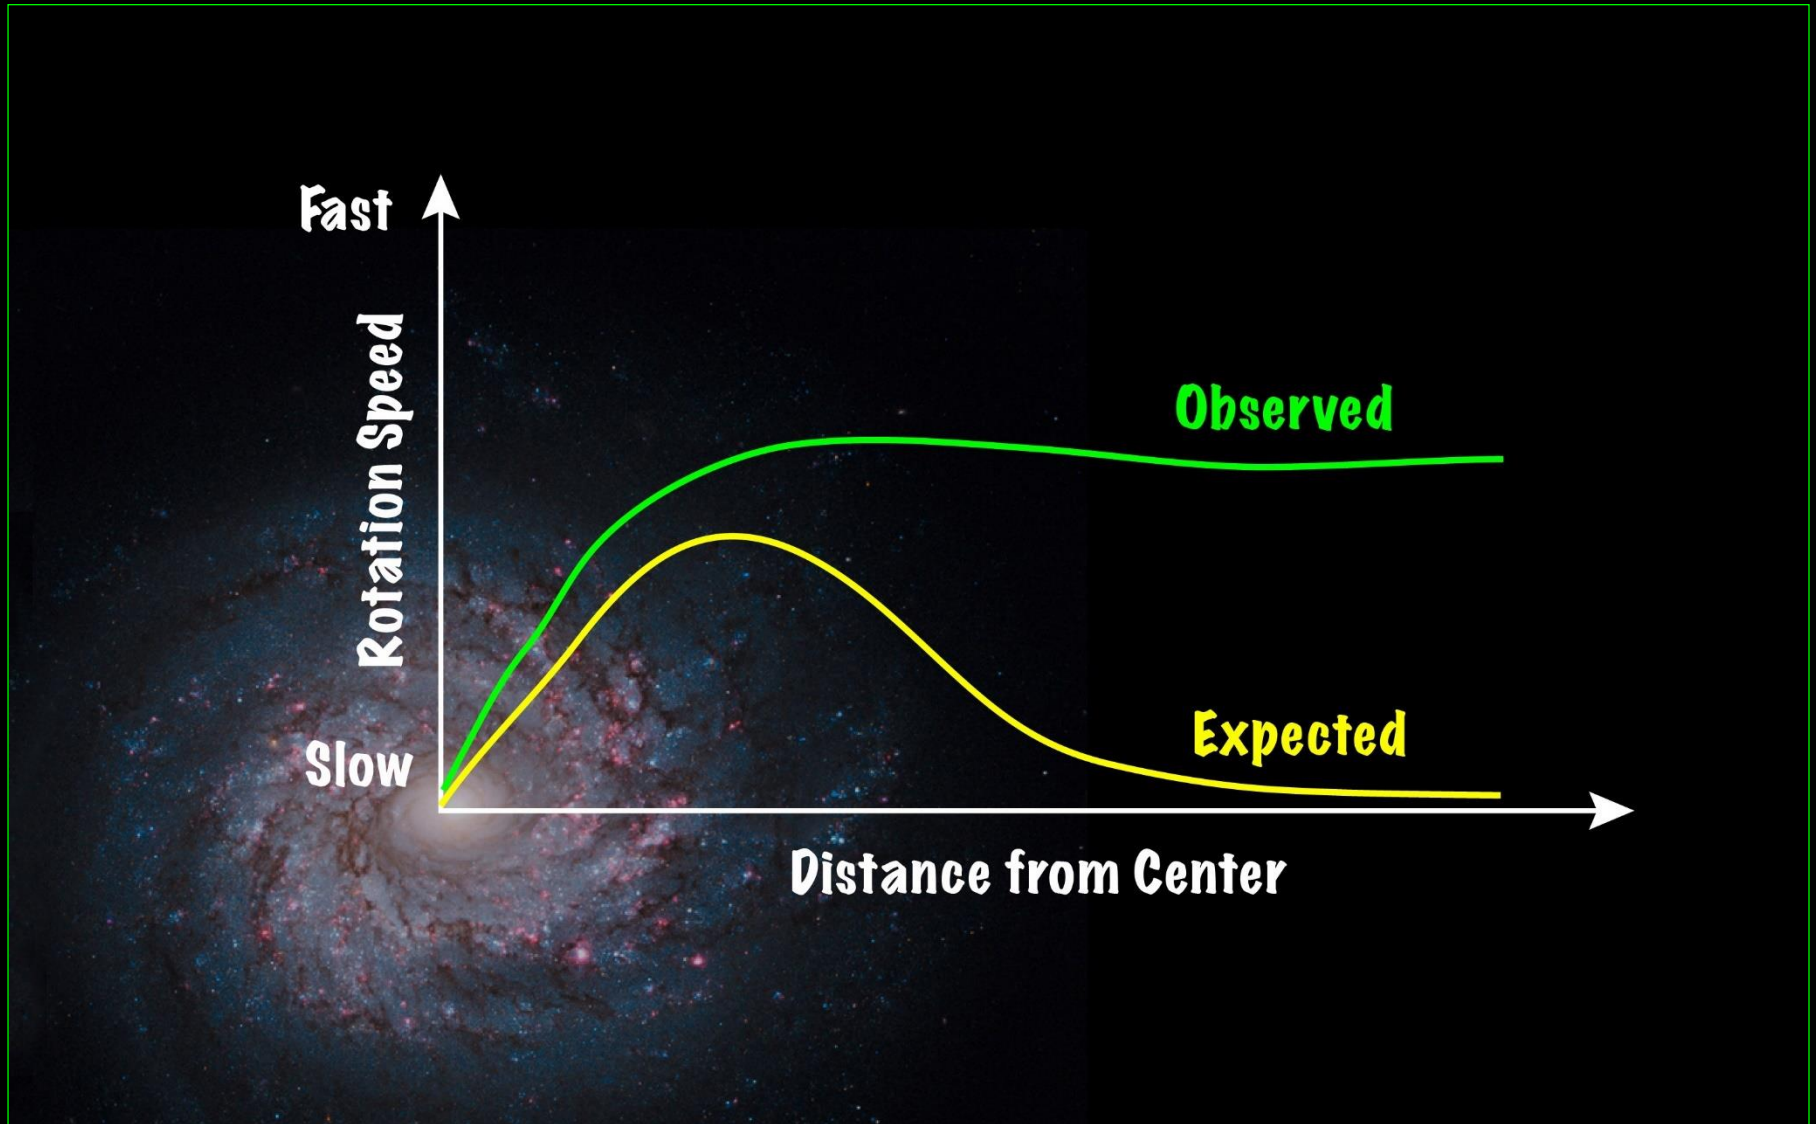 Fast
Rotation Speed
Slow
Observed
Expected
Distance from Center